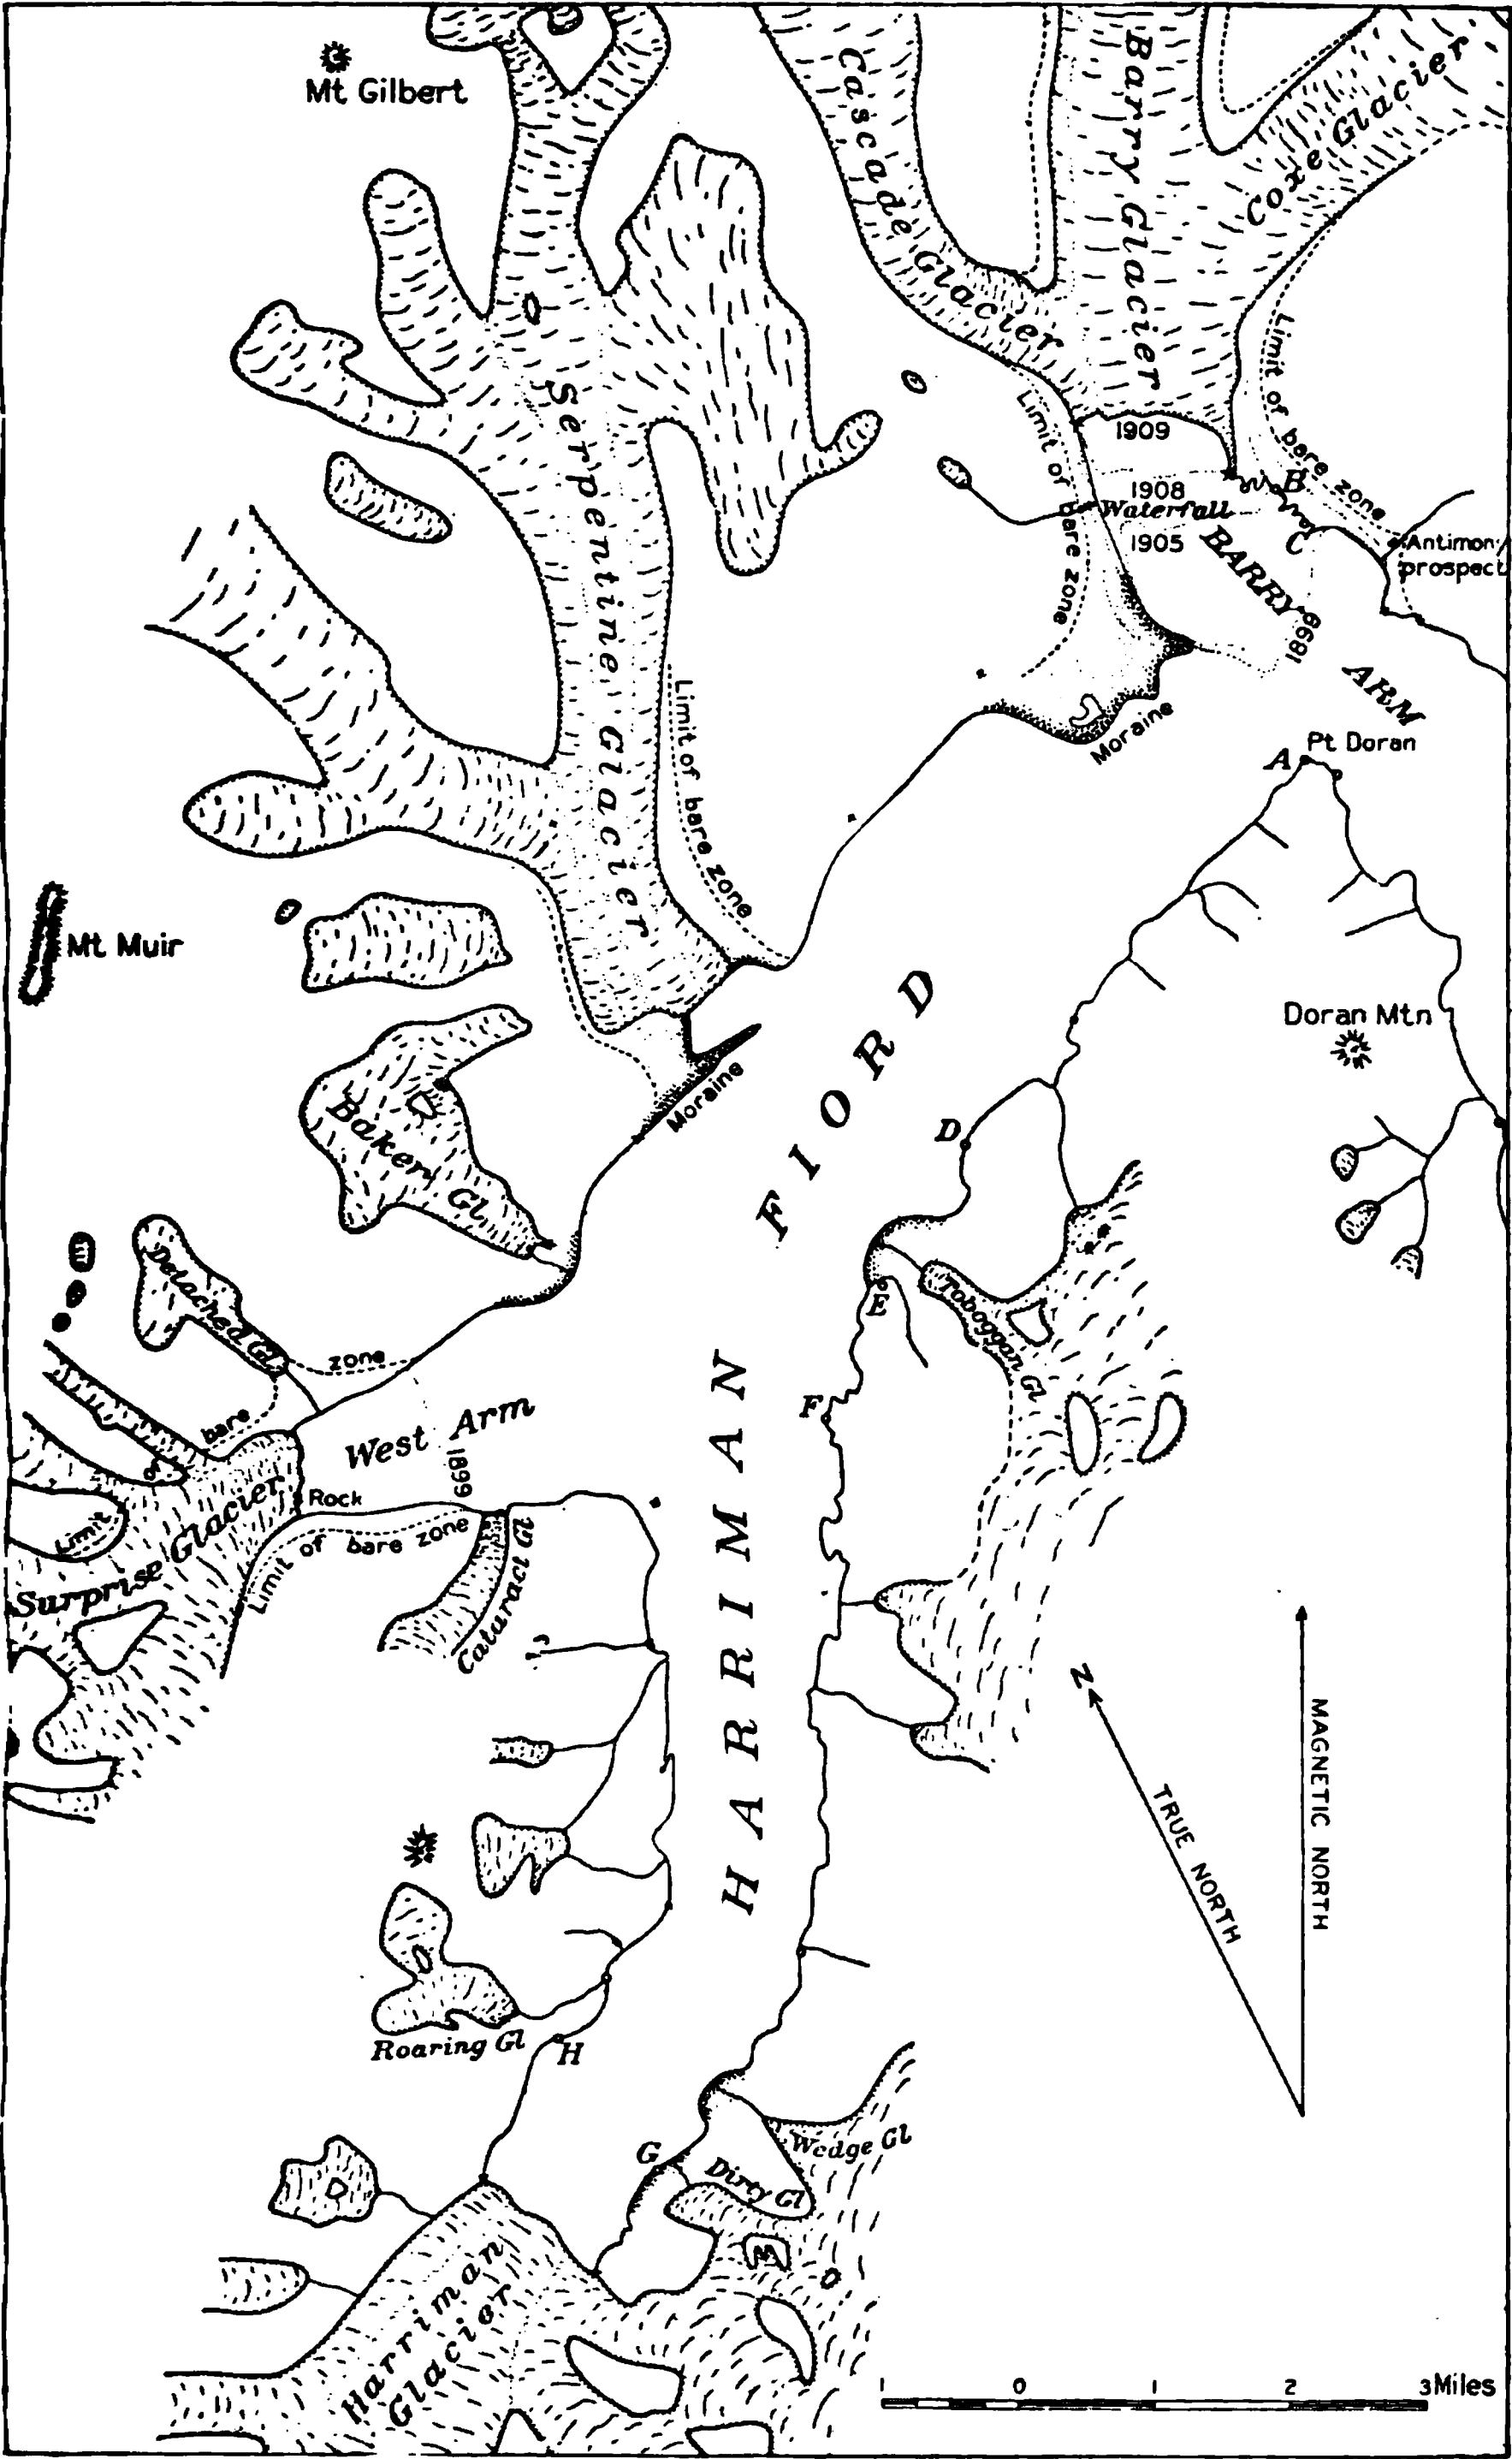 Mt Gilbert
Cascade Glacier
Barry Glacier
Coxe Glacier
Serpentine Glacier
Limit of bare zone
Limit of bare zone
1909
1908
Waterfall
1905
B
C
BARRY ARM
1899
Antimony
prospect
Moraine
A
Pt Doran
Limit of bare zone
Mt Muir
Doran Mtn
Moraine
Baker Gl.
D
HARRIMAN FIORD
Detached Gl.
Toboggan Gl
E
F
Limit of bare zone
West Arm
1899
Rock
Surprise Glacier
Limit of bare zone
Cataract Gl
N
TRUE NORTH
MAGNETIC NORTH
Roaring Gl
H
Wedge Gl
G
Dirty Gl
Harriman
Glacier
1 0 1 2 3 Miles